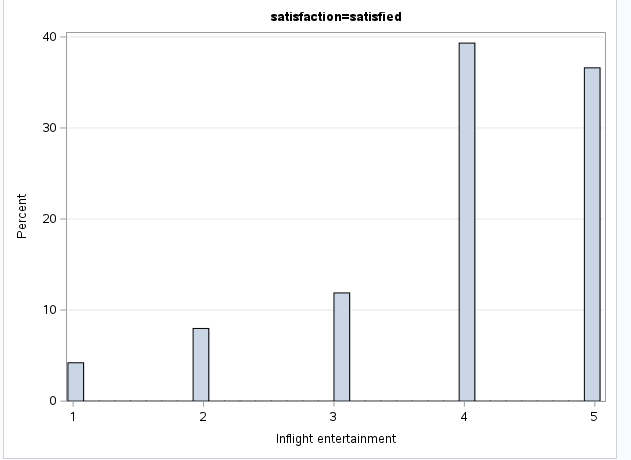 satisfaction=satisfied
40
30
20
10
0
Percent
1 2 3 4 5
Inflight entertainment